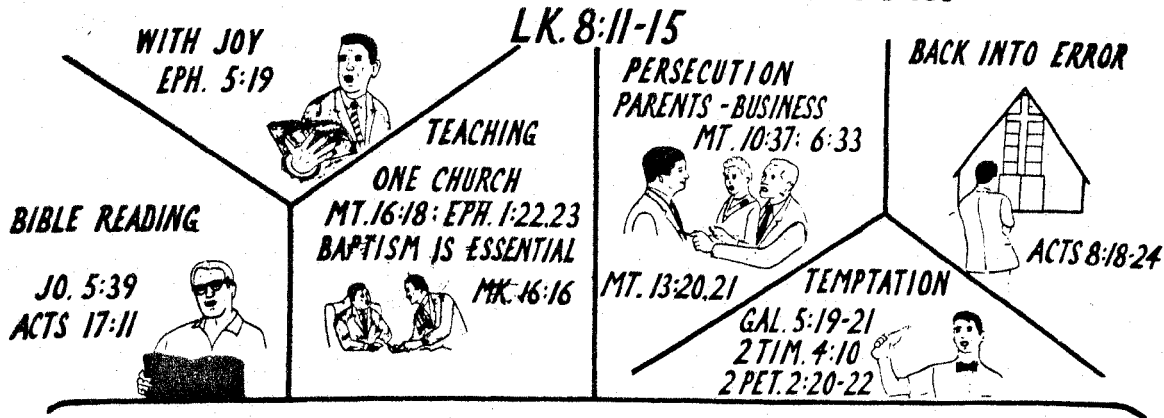 LK. 8:11-15
WITH JOY
EPH. 5:19
BIBLE READING
JO. 5:39
ACTS 17:11
TEACHING
ONE CHURCH
MT. 16:18; EPH. 1:22,23
BAPTISM IS ESSENTIAL
MK. 16:16
PERSECUTION
PARENTS - BUSINESS
MT. 10:37; 6:33
MT. 13:20,21
BACK INTO ERROR
ACTS 8:18-24
TEMPTATION
GAL. 5:19-21
2 TIM. 4:10
2 PET. 2:20-22